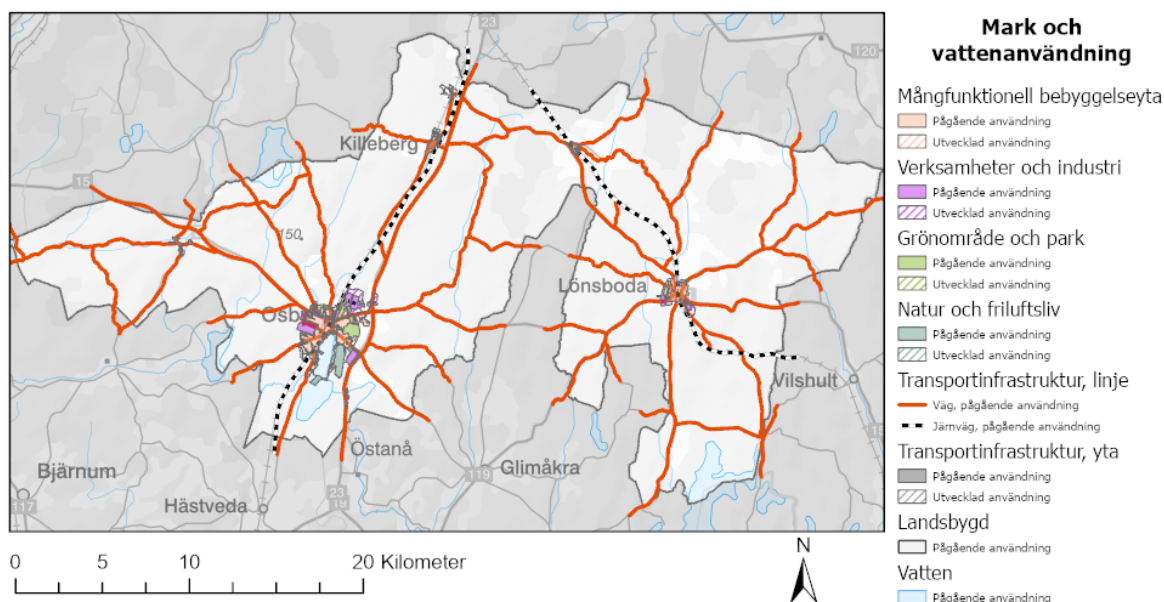 23
120
Killeberg
15
150
Lönsboda
Vilshult
15
Östanå
Bjärnum
Glimåkra
119
117
Hästveda
23
19
0 5 10 20 Kilometer
N
Mark och
vattenanvändning
Mångfunktionell bebyggelseyta
Pågående användning
Utvecklad användning
Verksamheter och industri
Pågående användning
Utvecklad användning
Grönområde och park
Pågående användning
Utvecklad användning
Natur och friluftsliv
Pågående användning
Utvecklad användning
Transportinfrastruktur, linje
Väg, pågående användning
Järnväg, pågående användning
Transportinfrastruktur, yta
Pågående användning
Utvecklad användning
Landsbygd
Pågående användning
Vatten
Pågående användning